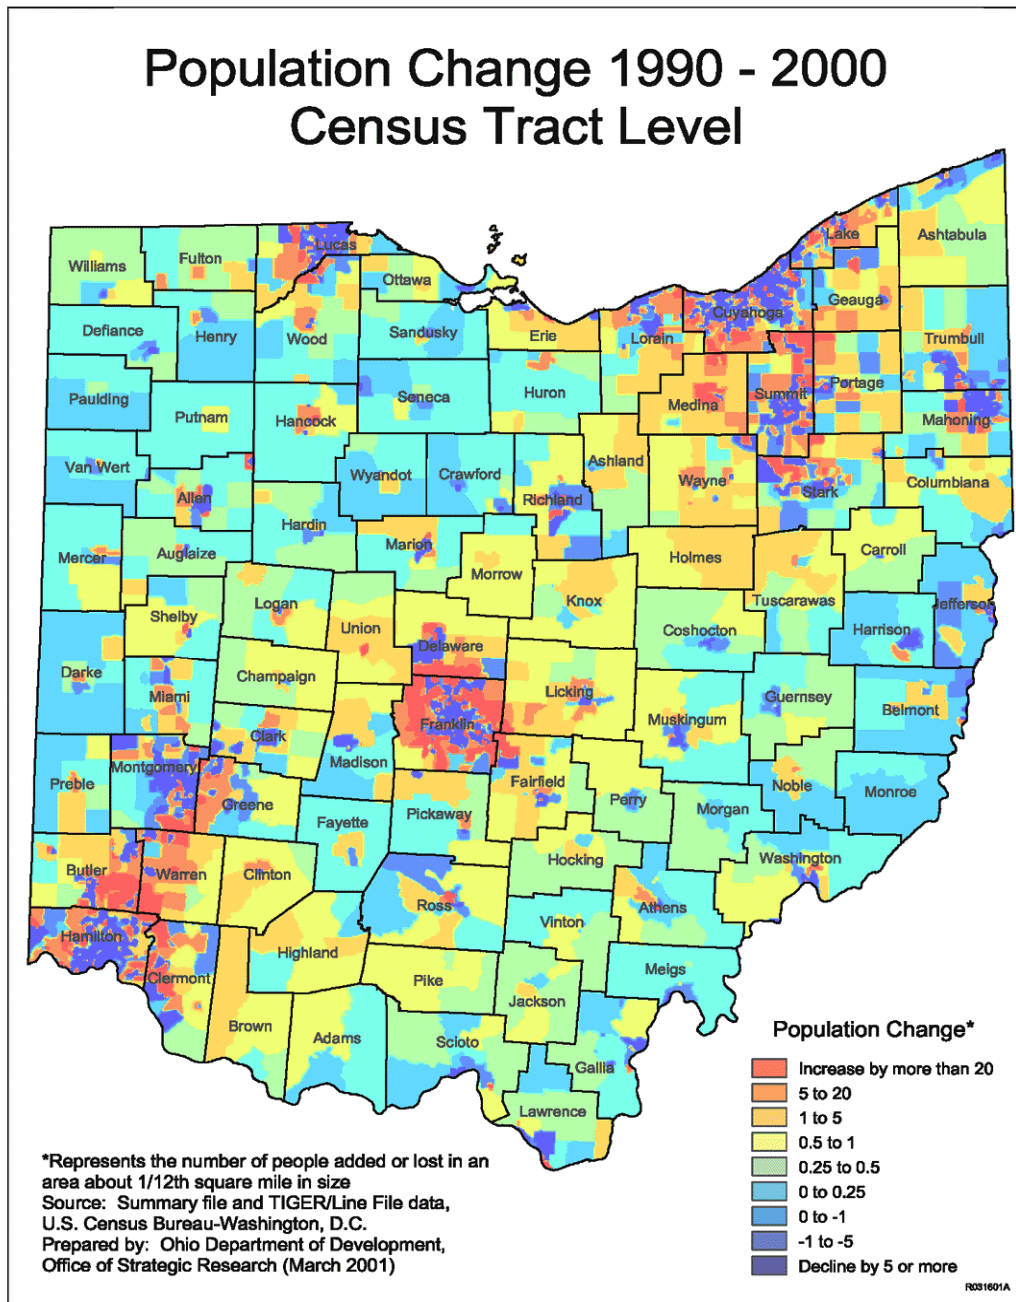 Population Change 1990 - 2000
Census Tract Level
Williams
Fulton
Lucas
Ottawa
Lake
Ashtabula
Geauga
Cuyahoga
Defiance
Henry
Wood
Sandusky
Erie
Lorain
Trumbull
Paulding
Putnam
Hancock
Seneca
Huron
Medina
Summit
Portage
Mahoning
Van Wert
Allen
Wyandot
Crawford
Richland
Ashland
Wayne
Stark
Columbiana
Hardin
Mercer
Auglaize
Marion
Morrow
Holmes
Carroll
Shelby
Logan
Union
Delaware
Knox
Coshocton
Tuscarawas
Harrison
Jefferson
Darke
Miami
Champaign
Licking
Muskingum
Guernsey
Belmont
Clark
Franklin
Preble
Montgomery
Madison
Greene
Fairfield
Perry
Morgan
Noble
Monroe
Fayette
Pickaway
Hocking
Washington
Butler
Warren
Clinton
Ross
Vinton
Athens
Hamilton
Highland
Clermont
Pike
Jackson
Meigs
Brown
Adams
Scioto
Gallia
Lawrence
Population Change*
Increase by more than 20
5 to 20
1 to 5
0.5 to 1
0.25 to 0.5
0 to 0.25
0 to -1
-1 to -5
Decline by 5 or more
*Represents the number of people added or lost in an
area about 1/12th square mile in size
Source: Summary file and TIGER/Line File data,
U.S. Census Bureau-Washington, D.C.
Prepared by: Ohio Department of Development,
Office of Strategic Research (March 2001)
R031601A